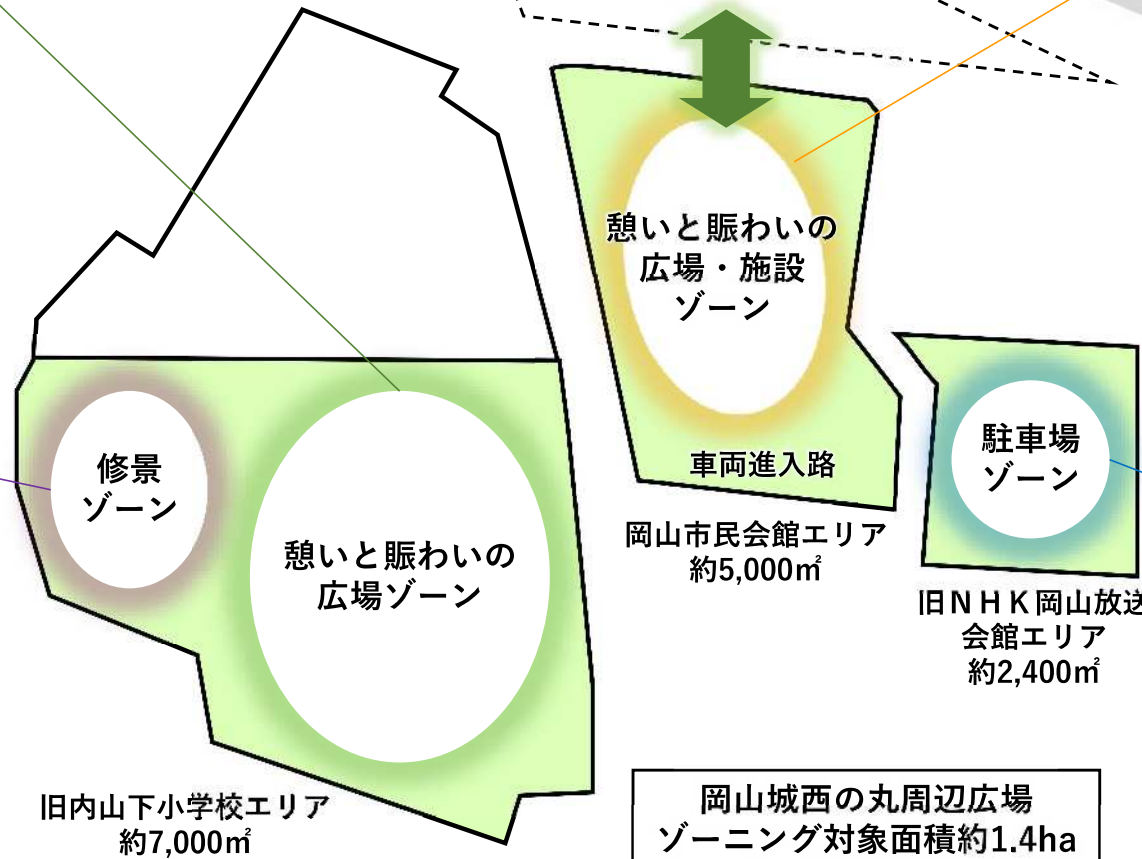 憩いと賑わいの
広場・施設
ゾーン
車両進入路
岡山市民会館エリア
約5,000㎡
駐車場
ゾーン
旧ＮＨＫ岡山放送
会館エリア
約2,400㎡
修景
ゾーン
憩いと賑わいの
広場ゾーン
旧内山下小学校エリア
約7,000㎡
岡山城西の丸周辺広場
ゾーニング対象面積約1.4ha